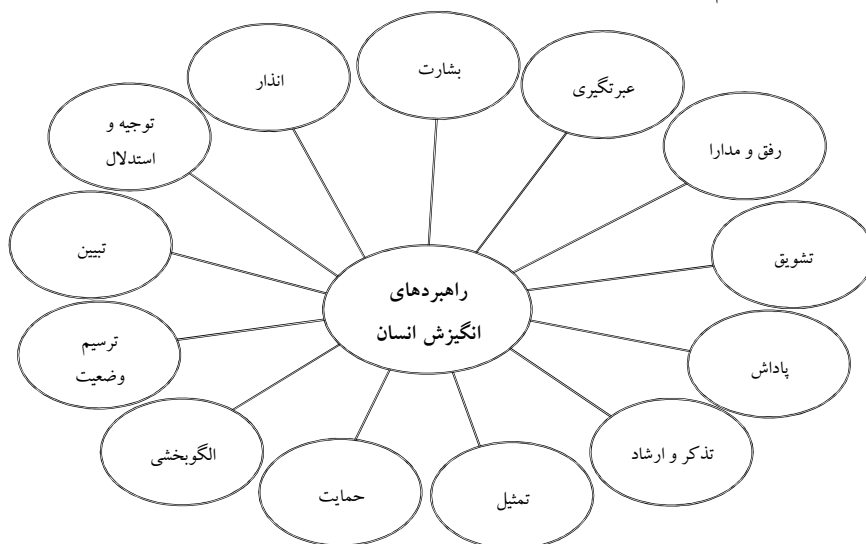 بشارت
عبرتگیری
رفق و مدارا
تشویق
پاداش
تذکر و ارشاد
تمثیل
حمایت
الگوبخشی
ترسیم
وضعیت
تبیین
توجیه و
استدلال
انذار
راهبردهای
انگیزش انسان